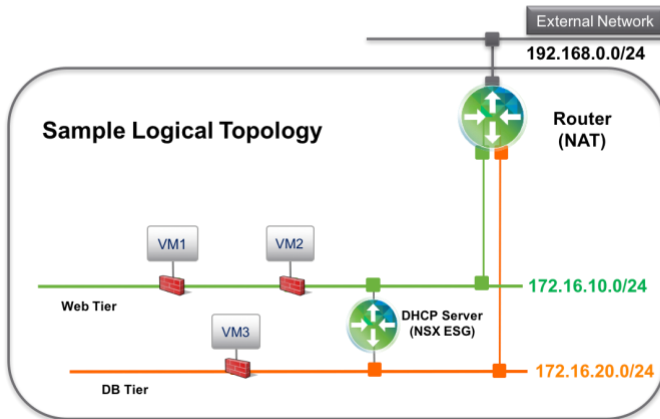 External Network
192.168.0.0/24
Sample Logical Topology
Router
(NAT)
VM1
VM2
172.16.10.0/24
Web Tier
DHCP Server
(NSX ESG)
VM3
172.16.20.0/24
DB Tier